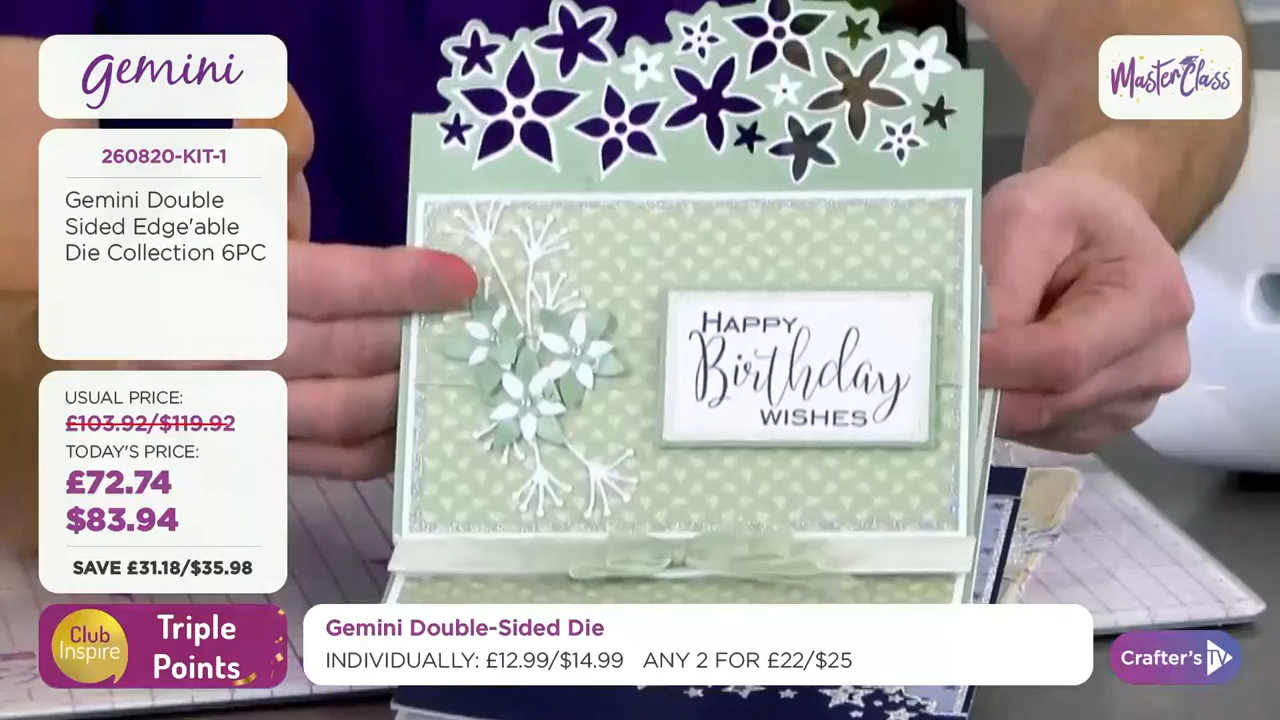 gemini
260820-KIT-1
Gemini Double
Sided Edge'able
Die Collection 6PC
USUAL PRICE:
£103.92/$119.92
TODAY'S PRICE:
£72.74
$83.94
SAVE £31.18/$35.98
Club
Inspire
Triple
Points
MasterClass
HAPPY
Birthday
WISHES
Gemini Double-Sided Die
INDIVIDUALLY: £12.99/$14.99 ANY 2 FOR £22/$25
Crafter's TV